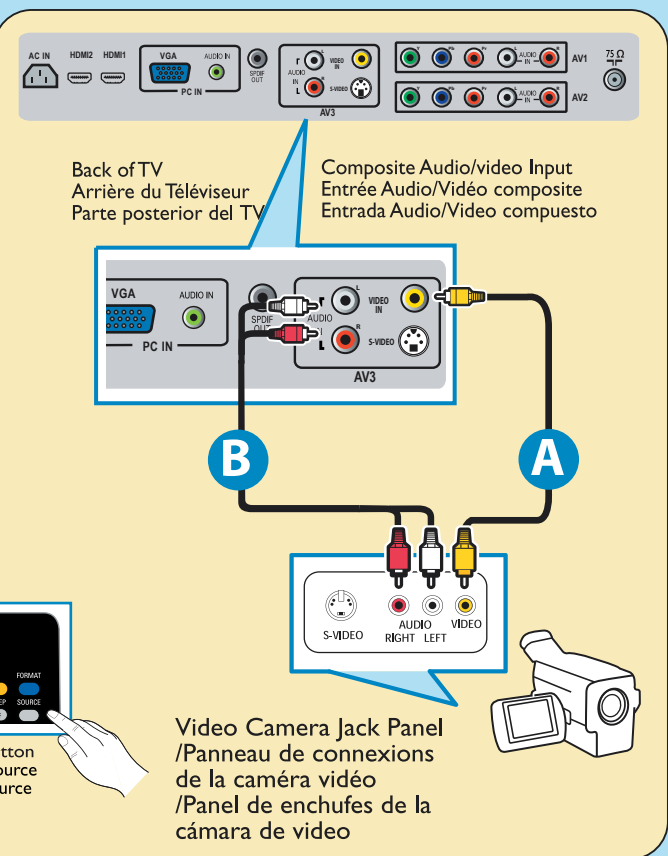 AC IN
HDMI2
HDMI1
VGA
AUDIO IN
PC IN
SPDIF
OUT
L
AUDIO
IN
R
VIDEO
IN
S-VIDEO
AV3
Y
Pb
Pr
L
AUDIO
IN
R
AV1
Y
Pb
Pr
L
AUDIO
IN
R
AV2
75 Ω
Back of TV
Arrière du Téléviseur
Parte posterior del TV
Composite Audio/video Input
Entrée Audio/Vidéo composite
Entrada Audio/Video compuesto
VGA
AUDIO IN
PC IN
SPDIF
L
AUDIO
R
VIDEO
IN
S-VIDEO
AV3
B
A
S-VIDEO
AUDIO
RIGHT LEFT
VIDEO
FORMAT
SOURCE
Video Camera Jack Panel
/Panneau de connexions
de la caméra vidéo
/Panel de enchufes de la
cámara de video